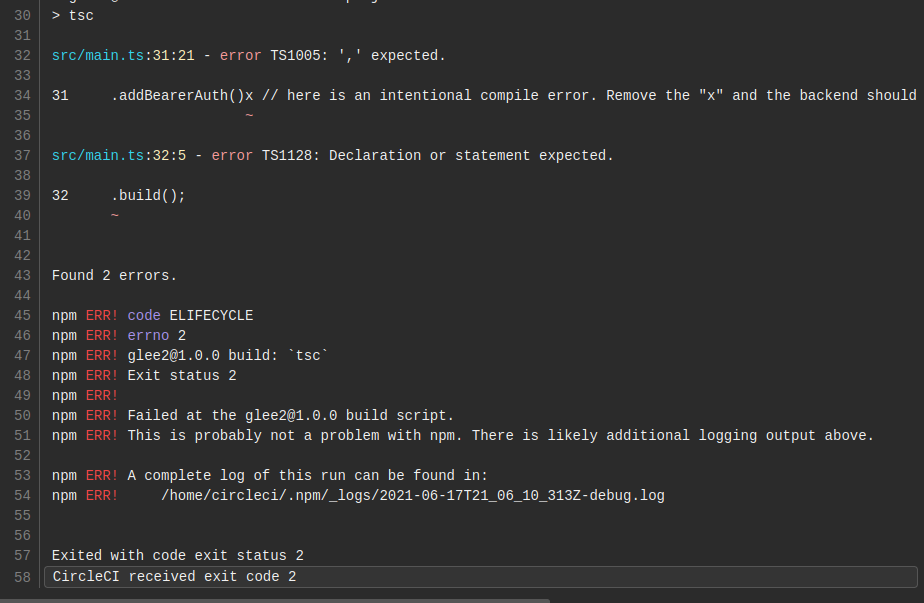 30 > tsc
31
32 src/main.ts:31:21 - error TS1005: ',' expected.
33
34 31     .addBearerAuth()x // here is an intentional compile error. Remove the "x" and the backend should
35                        ~
36
37 src/main.ts:32:5 - error TS1128: Declaration or statement expected.
38
39 32     .build();
40        ~
41
42
43 Found 2 errors.
44
45 npm ERR! code ELIFECYCLE
46 npm ERR! errno 2
47 npm ERR! glee2@1.0.0 build: `tsc`
48 npm ERR! Exit status 2
49 npm ERR!
50 npm ERR! Failed at the glee2@1.0.0 build script.
51 npm ERR! This is probably not a problem with npm. There is likely additional logging output above.
52
53 npm ERR! A complete log of this run can be found in:
54 npm ERR!     /home/circleci/.npm/_logs/2021-06-17T21_06_10_313Z-debug.log
55
56
57 Exited with code exit status 2
58 CircleCI received exit code 2